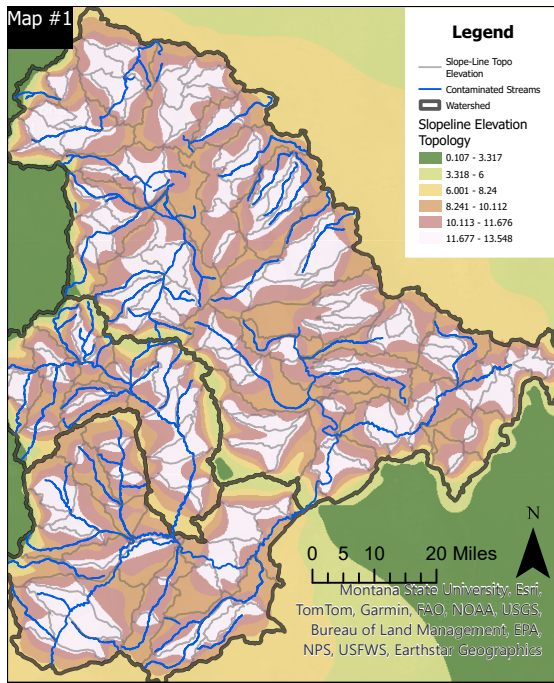 Map #1
Legend
Slope-Line Topo
Elevation
Contaminated Streams
Watershed
Slopeline Elevation
Topology
0.107 - 3.317
3.318 - 6
6.001 - 8.24
8.241 - 10.112
10.113 - 11.676
11.677 - 13.548
0 5 10 20 Miles
N
Montana State University, Esri,
TomTom, Garmin, FAO, NOAA, USGS,
Bureau of Land Management, EPA,
NPS, USFWS, Earthstar Geographics